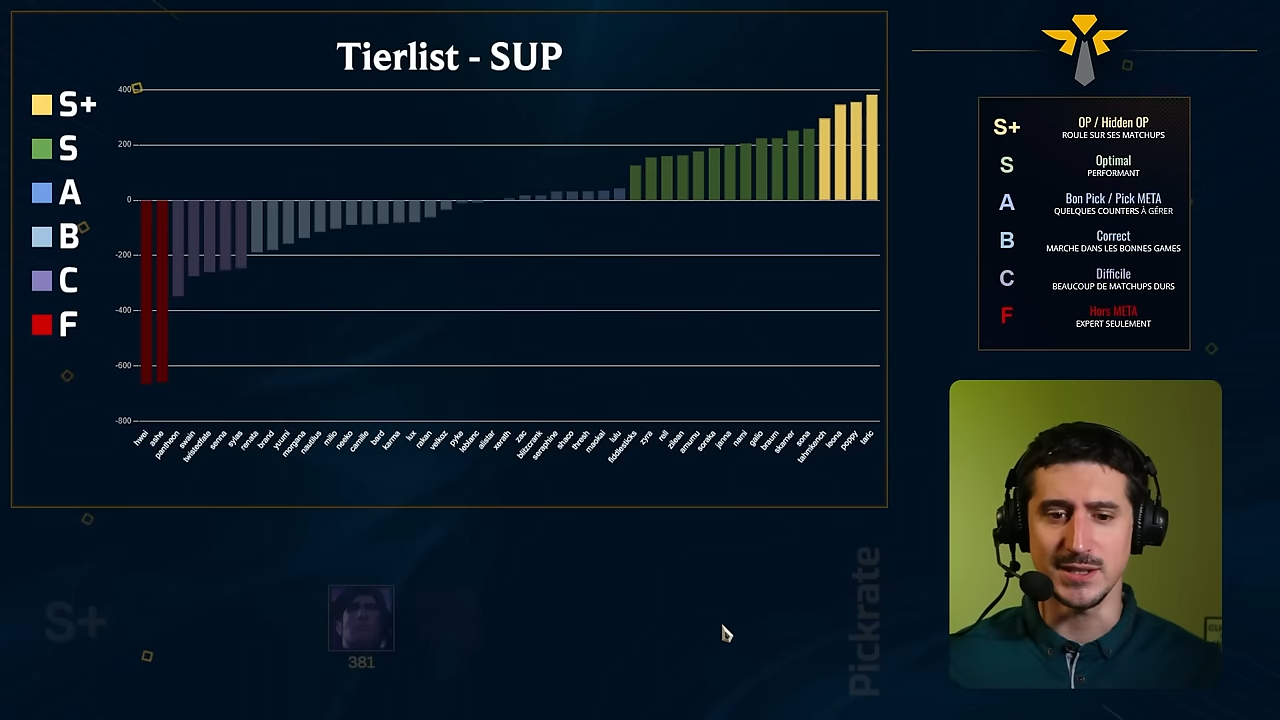 Tierlist - SUP
S+
S
A
B
C
F
400
200
0
-200
-400
-600
-800
hwei
ashe
pantheon
swain
twistedfate
senna
sylas
renata
brand
yuumi
morgana
nautilus
milio
neeko
camille
bard
karma
lux
rakan
velkoz
pyke
leblanc
alistar
xerath
zac
blitzcrank
seraphine
shaco
thresh
maokai
lulu
fiddlesticks
zyra
rell
zilean
amumu
soraka
janna
nami
galio
braum
skarner
sona
tahmkench
leona
poppy
taric
S+
OP / Hidden OP
ROULE SUR SES MATCHUPS
S
Optimal
PERFORMANT
A
Bon Pick / Pick META
QUELQUES COUNTERS À GÉRER
B
Correct
MARCHE DANS LES BONNES GAMES
C
Difficile
BEAUCOUP DE MATCHUPS DURS
F
Hors META
EXPERT SEULEMENT
S+
381
Pickrate